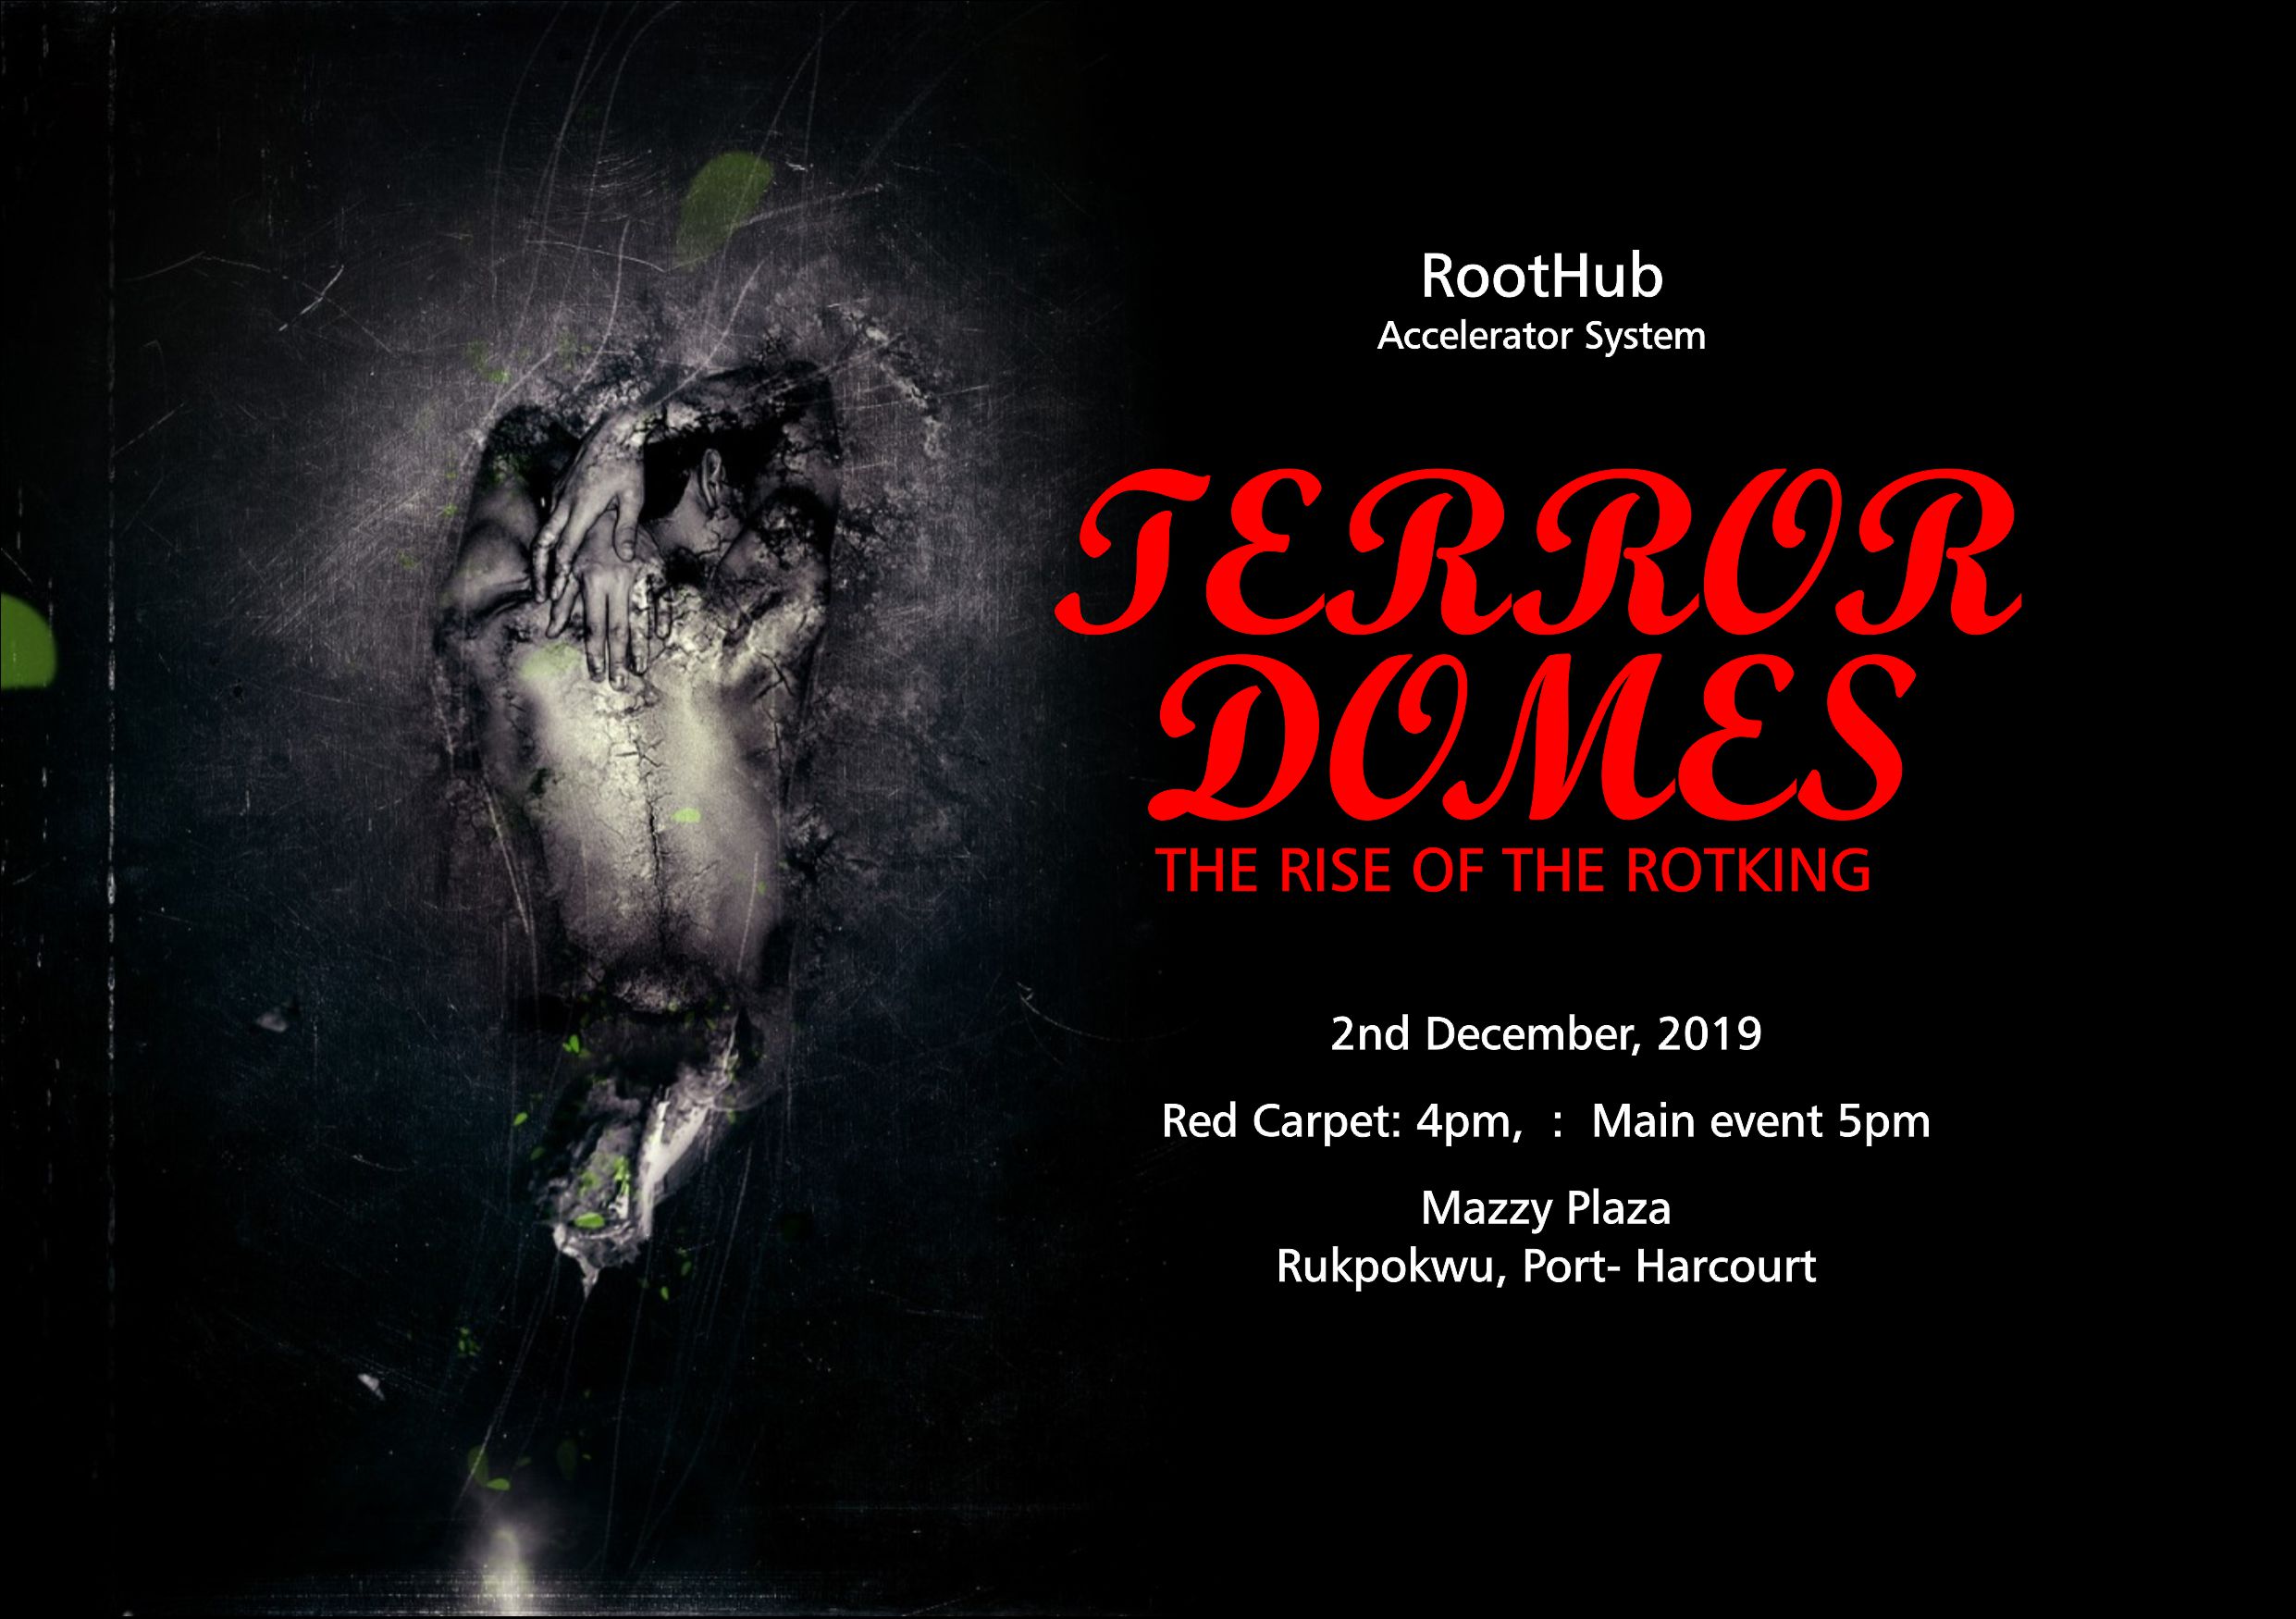 RootHub
Accelerator System
TERROR
DOMES
THE RISE OF THE ROTKING
2nd December, 2019
Red Carpet: 4pm,  :  Main event 5pm
Mazzy Plaza
Rukpokwu, Port- Harcourt